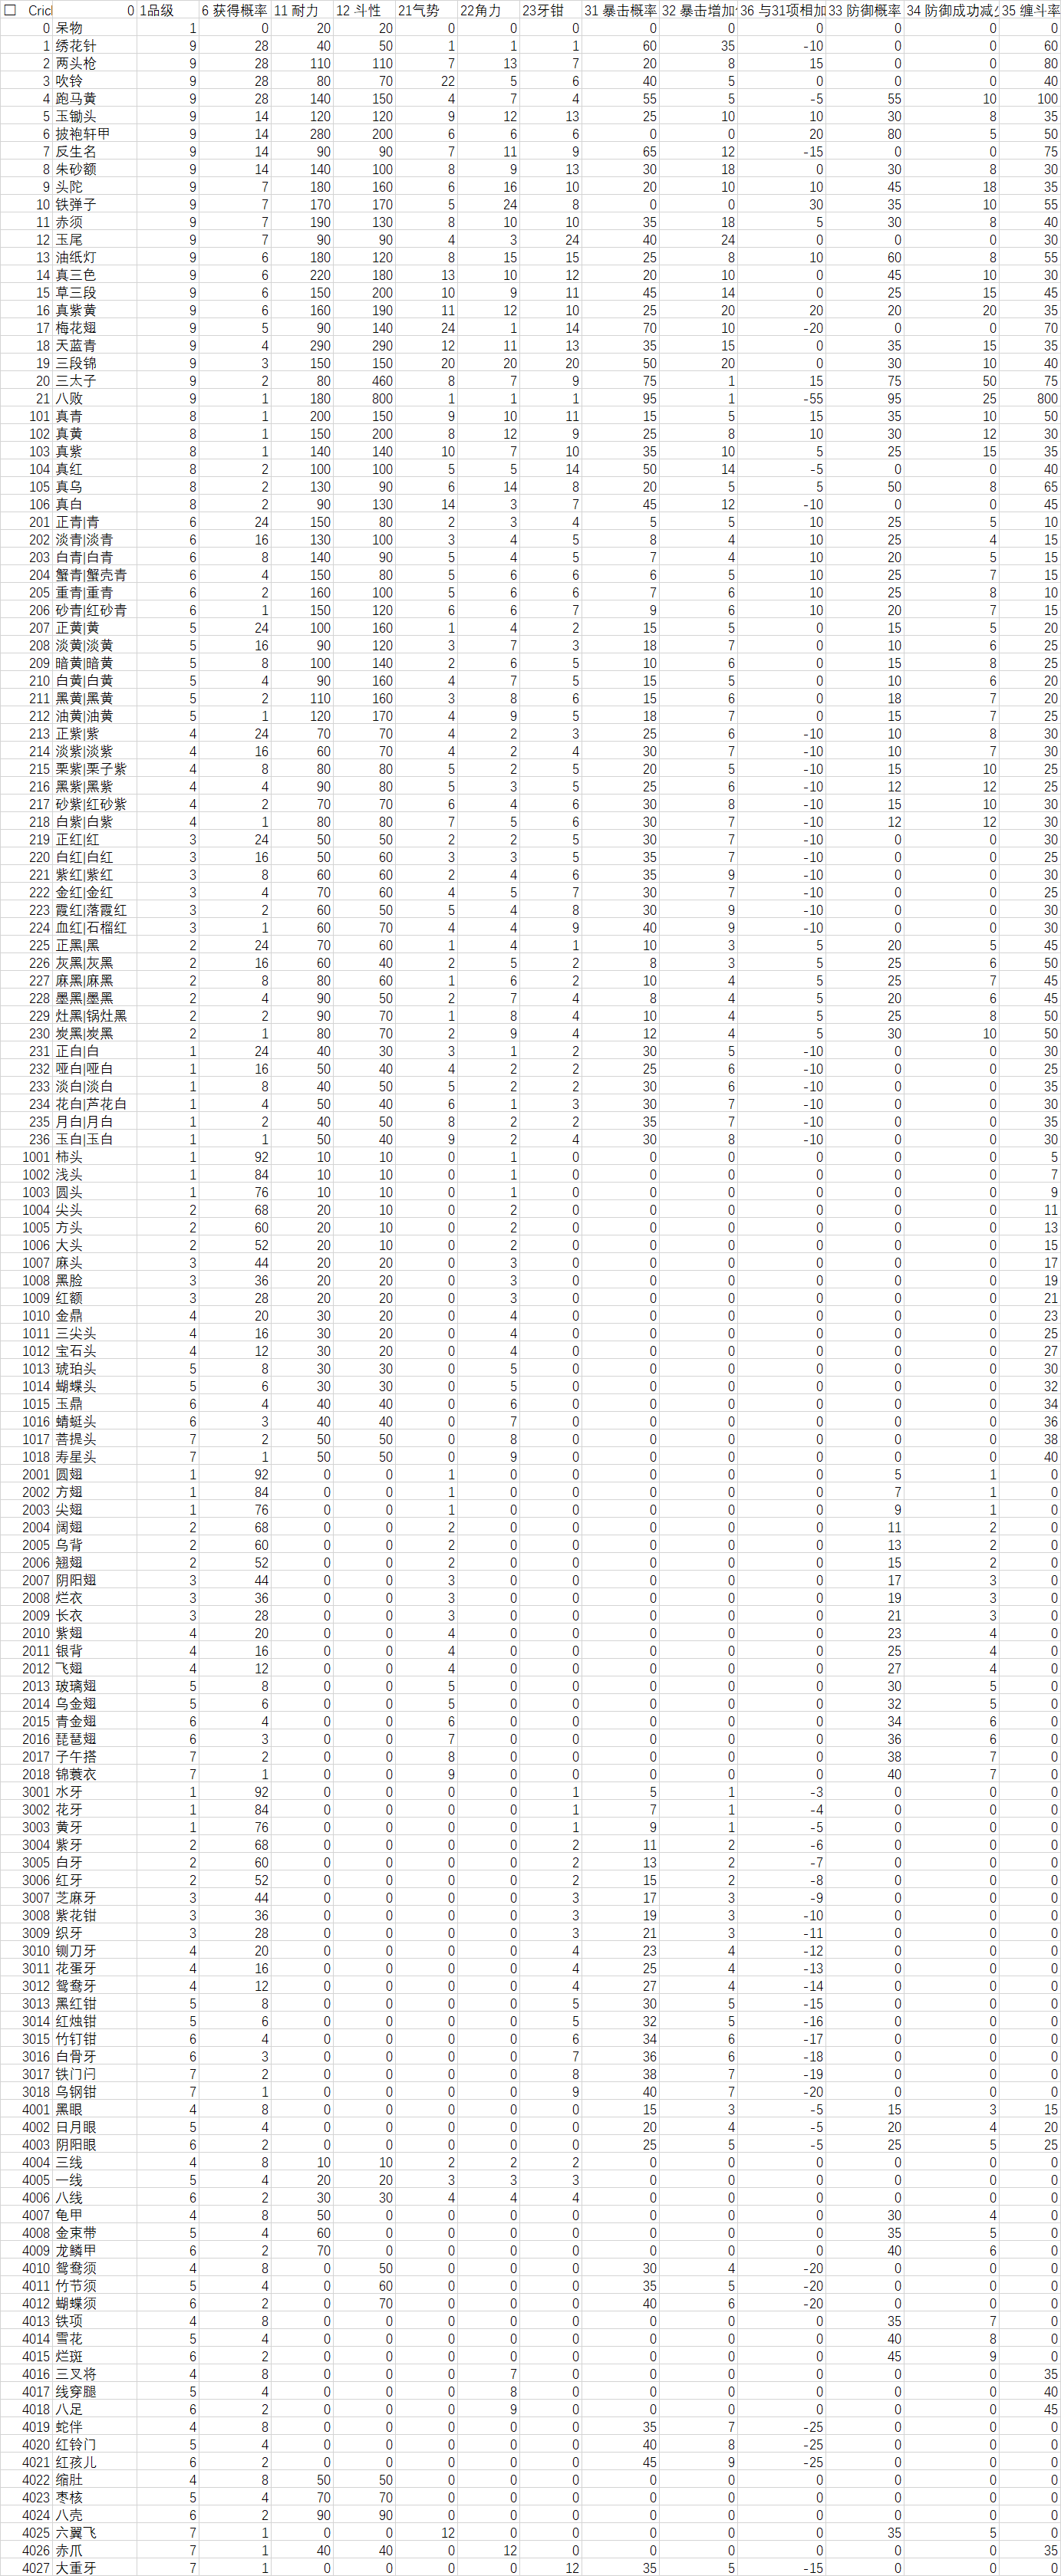 ☐ Cric 0 1品级 6 获得概率 11 耐力 12 斗性 21气势 22角力 23牙钳 31 暴击概率 32 暴击增加 36 与31项相加 33 防御概率 34 防御成功减少 35 缠斗率
0 呆物 1 0 20 20 0 0 0 0 0 0 0 0 0
1 绣花针 9 28 40 50 1 1 1 60 35 -10 0 0 60
2 两头枪 9 28 110 110 7 13 7 20 8 15 0 0 80
3 吹铃 9 28 80 70 22 5 6 40 5 0 0 0 40
4 跑马黄 9 28 140 150 4 7 4 55 5 -5 55 10 100
5 玉锄头 9 14 120 120 9 12 13 25 10 10 30 8 35
6 披袍轩甲 9 14 280 200 6 6 6 0 0 20 80 5 50
7 反生名 9 14 90 90 7 11 9 65 12 -15 0 0 75
8 朱砂额 9 14 140 100 8 9 13 30 18 0 30 8 30
9 头陀 9 7 180 160 6 16 10 20 10 10 45 18 35
10 铁弹子 9 7 170 170 5 24 8 0 0 30 35 10 55
11 赤须 9 7 190 130 8 10 10 35 18 5 30 8 40
12 玉尾 9 7 90 90 4 3 24 40 24 0 0 0 30
13 油纸灯 9 6 180 120 8 15 15 25 8 10 60 8 55
14 真三色 9 6 220 180 13 10 12 20 10 0 45 10 30
15 草三段 9 6 150 200 10 9 11 45 14 0 25 15 45
16 真紫黄 9 6 160 190 11 12 10 25 20 20 20 20 35
17 梅花翅 9 5 90 140 24 1 14 70 10 -20 0 0 70
18 天蓝青 9 4 290 290 12 11 13 35 15 0 35 15 35
19 三段锦 9 3 150 150 20 20 20 50 20 0 30 10 40
20 三太子 9 2 80 460 8 7 9 75 1 15 75 50 75
21 八败 9 1 180 800 1 1 1 95 1 -55 95 25 800
101 真青 8 1 200 150 9 10 11 15 5 15 35 10 50
102 真黄 8 1 150 200 8 12 9 25 8 10 30 12 30
103 真紫 8 1 140 140 10 7 10 35 10 5 25 15 35
104 真红 8 2 100 100 5 5 14 50 14 -5 0 0 40
105 真乌 8 2 130 90 6 14 8 20 5 5 50 8 65
106 真白 8 2 90 130 14 3 7 45 12 -10 0 0 45
201 正青|青 6 24 150 80 2 3 4 5 5 10 25 5 10
202 淡青|淡青 6 16 130 100 3 4 5 8 4 10 25 4 15
203 白青|白青 6 8 140 90 5 4 5 7 4 10 20 5 15
204 蟹青|蟹壳青 6 4 150 80 5 6 6 6 5 10 25 7 15
205 重青|重青 6 2 160 100 5 6 6 7 6 10 25 8 10
206 砂青|红砂青 6 1 150 120 6 6 7 9 6 10 20 7 15
207 正黄|黄 5 24 100 160 1 4 2 15 5 0 15 5 20
208 淡黄|淡黄 5 16 90 120 3 7 3 18 7 0 10 6 25
209 暗黄|暗黄 5 8 100 140 2 6 5 10 6 0 15 8 25
210 白黄|白黄 5 4 90 160 4 7 5 15 5 0 10 6 20
211 黑黄|黑黄 5 2 110 160 3 8 6 15 6 0 18 7 20
212 油黄|油黄 5 1 120 170 4 9 5 18 7 0 15 7 25
213 正紫|紫 4 24 70 70 4 2 3 25 6 -10 10 8 30
214 淡紫|淡紫 4 16 60 70 4 2 4 30 7 -10 10 7 30
215 栗紫|栗子紫 4 8 80 80 5 2 5 20 5 -10 15 10 25
216 黑紫|黑紫 4 4 90 80 5 3 5 25 6 -10 12 12 25
217 砂紫|红砂紫 4 2 70 70 6 4 6 30 8 -10 15 10 30
218 白紫|白紫 4 1 80 80 7 5 6 30 7 -10 12 12 30
219 正红|红 3 24 50 50 2 2 5 30 7 -10 0 0 30
220 白红|白红 3 16 50 60 3 3 5 35 7 -10 0 0 25
221 紫红|紫红 3 8 60 60 2 4 6 35 9 -10 0 0 30
222 金红|金红 3 4 70 60 4 5 7 30 7 -10 0 0 25
223 霞红|落霞红 3 2 60 50 5 4 8 30 9 -10 0 0 30
224 血红|石榴红 3 1 60 70 4 4 9 40 9 -10 0 0 30
225 正黑|黑 2 24 70 60 1 4 1 10 3 5 20 5 45
226 灰黑|灰黑 2 16 60 40 2 5 2 8 3 5 25 6 50
227 麻黑|麻黑 2 8 80 60 1 6 2 10 4 5 25 7 45
228 墨黑|墨黑 2 4 90 50 2 7 4 8 4 5 20 6 45
229 灶黑|锅灶黑 2 2 90 70 1 8 4 10 4 5 25 8 50
230 炭黑|炭黑 2 1 80 70 2 9 4 12 4 5 30 10 50
231 正白|白 1 24 40 30 3 1 2 30 5 -10 0 0 30
232 哑白|哑白 1 16 50 40 4 2 2 25 6 -10 0 0 25
233 淡白|淡白 1 8 40 50 5 2 2 30 6 -10 0 0 35
234 花白|芦花白 1 4 50 40 6 1 3 30 7 -10 0 0 30
235 月白|月白 1 2 40 50 8 2 2 35 7 -10 0 0 35
236 玉白|玉白 1 1 50 40 9 2 4 30 8 -10 0 0 30
1001 柿头 1 92 10 10 0 1 0 0 0 0 0 0 5
1002 浅头 1 84 10 10 0 1 0 0 0 0 0 0 7
1003 圆头 1 76 10 10 0 1 0 0 0 0 0 0 9
1004 尖头 2 68 20 10 0 2 0 0 0 0 0 0 11
1005 方头 2 60 20 10 0 2 0 0 0 0 0 0 13
1006 大头 2 52 20 10 0 2 0 0 0 0 0 0 15
1007 麻头 3 44 20 20 0 3 0 0 0 0 0 0 17
1008 黑脸 3 36 20 20 0 3 0 0 0 0 0 0 19
1009 红额 3 28 20 20 0 3 0 0 0 0 0 0 21
1010 金鼎 4 20 30 20 0 4 0 0 0 0 0 0 23
1011 三尖头 4 16 30 20 0 4 0 0 0 0 0 0 25
1012 宝石头 4 12 30 20 0 4 0 0 0 0 0 0 27
1013 琥珀头 5 8 30 30 0 5 0 0 0 0 0 0 30
1014 蝴蝶头 5 6 30 30 0 5 0 0 0 0 0 0 32
1015 玉鼎 6 4 40 40 0 6 0 0 0 0 0 0 34
1016 蜻蜓头 6 3 40 40 0 7 0 0 0 0 0 0 36
1017 菩提头 7 2 50 50 0 8 0 0 0 0 0 0 38
1018 寿星头 7 1 50 50 0 9 0 0 0 0 0 0 40
2001 圆翅 1 92 0 0 1 0 0 0 0 0 5 1 0
2002 方翅 1 84 0 0 1 0 0 0 0 0 7 1 0
2003 尖翅 1 76 0 0 1 0 0 0 0 0 9 1 0
2004 阔翅 2 68 0 0 2 0 0 0 0 0 11 2 0
2005 乌背 2 60 0 0 2 0 0 0 0 0 13 2 0
2006 翘翅 2 52 0 0 2 0 0 0 0 0 15 2 0
2007 阴阳翅 3 44 0 0 3 0 0 0 0 0 17 3 0
2008 烂衣 3 36 0 0 3 0 0 0 0 0 19 3 0
2009 长衣 3 28 0 0 3 0 0 0 0 0 21 3 0
2010 紫翅 4 20 0 0 4 0 0 0 0 0 23 4 0
2011 银背 4 16 0 0 4 0 0 0 0 0 25 4 0
2012 飞翅 4 12 0 0 4 0 0 0 0 0 27 4 0
2013 玻璃翅 5 8 0 0 5 0 0 0 0 0 30 5 0
2014 乌金翅 5 6 0 0 5 0 0 0 0 0 32 5 0
2015 青金翅 6 4 0 0 6 0 0 0 0 0 34 6 0
2016 琵琶翅 6 3 0 0 7 0 0 0 0 0 36 6 0
2017 子午搭 7 2 0 0 8 0 0 0 0 0 38 7 0
2018 锦蓑衣 7 1 0 0 9 0 0 0 0 0 40 7 0
3001 水牙 1 92 0 0 0 0 1 5 1 -3 0 0 0
3002 花牙 1 84 0 0 0 0 1 7 1 -4 0 0 0
3003 黄牙 1 76 0 0 0 0 1 9 1 -5 0 0 0
3004 紫牙 2 68 0 0 0 0 2 11 2 -6 0 0 0
3005 白牙 2 60 0 0 0 0 2 13 2 -7 0 0 0
3006 红牙 2 52 0 0 0 0 2 15 2 -8 0 0 0
3007 芝麻牙 3 44 0 0 0 0 3 17 3 -9 0 0 0
3008 紫花钳 3 36 0 0 0 0 3 19 3 -10 0 0 0
3009 织牙 3 28 0 0 0 0 3 21 3 -11 0 0 0
3010 铡刀牙 4 20 0 0 0 0 4 23 4 -12 0 0 0
3011 花蛋牙 4 16 0 0 0 0 4 25 4 -13 0 0 0
3012 鸳鸯牙 4 12 0 0 0 0 4 27 4 -14 0 0 0
3013 黑红钳 5 8 0 0 0 0 5 30 5 -15 0 0 0
3014 红烛钳 5 6 0 0 0 0 5 32 5 -16 0 0 0
3015 竹钉钳 6 4 0 0 0 0 6 34 6 -17 0 0 0
3016 白骨牙 6 3 0 0 0 0 7 36 6 -18 0 0 0
3017 铁门闩 7 2 0 0 0 0 8 38 7 -19 0 0 0
3018 乌钢钳 7 1 0 0 0 0 9 40 7 -20 0 0 0
4001 黑眼 4 8 0 0 0 0 0 15 3 -5 15 3 15
4002 日月眼 5 4 0 0 0 0 0 20 4 -5 20 4 20
4003 阴阳眼 6 2 0 0 0 0 0 25 5 -5 25 5 25
4004 三线 4 8 10 10 2 2 2 0 0 0 0 0 0
4005 一线 5 4 20 20 3 3 3 0 0 0 0 0 0
4006 八线 6 2 30 30 4 4 4 0 0 0 0 0 0
4007 龟甲 4 8 50 0 0 0 0 0 0 0 30 4 0
4008 金束带 5 4 60 0 0 0 0 0 0 0 35 5 0
4009 龙鳞甲 6 2 70 0 0 0 0 0 0 0 40 6 0
4010 鸳鸯须 4 8 0 50 0 0 0 30 4 -20 0 0 0
4011 竹节须 5 4 0 60 0 0 0 35 5 -20 0 0 0
4012 蝴蝶须 6 2 0 70 0 0 0 40 6 -20 0 0 0
4013 铁项 4 8 0 0 0 0 0 0 0 0 35 7 0
4014 雪花 5 4 0 0 0 0 0 0 0 0 40 8 0
4015 烂斑 6 2 0 0 0 0 0 0 0 0 45 9 0
4016 三叉将 4 8 0 0 0 7 0 0 0 0 0 0 35
4017 线穿腿 5 4 0 0 0 8 0 0 0 0 0 0 40
4018 八足 6 2 0 0 0 9 0 0 0 0 0 0 45
4019 蛇伴 4 8 0 0 0 0 0 35 7 -25 0 0 0
4020 红铃门 5 4 0 0 0 0 0 40 8 -25 0 0 0
4021 红孩儿 6 2 0 0 0 0 0 45 9 -25 0 0 0
4022 缩肚 4 8 50 50 0 0 0 0 0 0 0 0 0
4023 枣核 5 4 70 70 0 0 0 0 0 0 0 0 0
4024 八壳 6 2 90 90 0 0 0 0 0 0 0 0 0
4025 六翼飞 7 1 0 0 12 0 0 0 0 0 35 5 0
4026 赤爪 7 1 40 40 0 12 0 0 0 0 0 0 35
4027 大重牙 7 1 0 0 0 0 12 35 5 -15 0 0 0